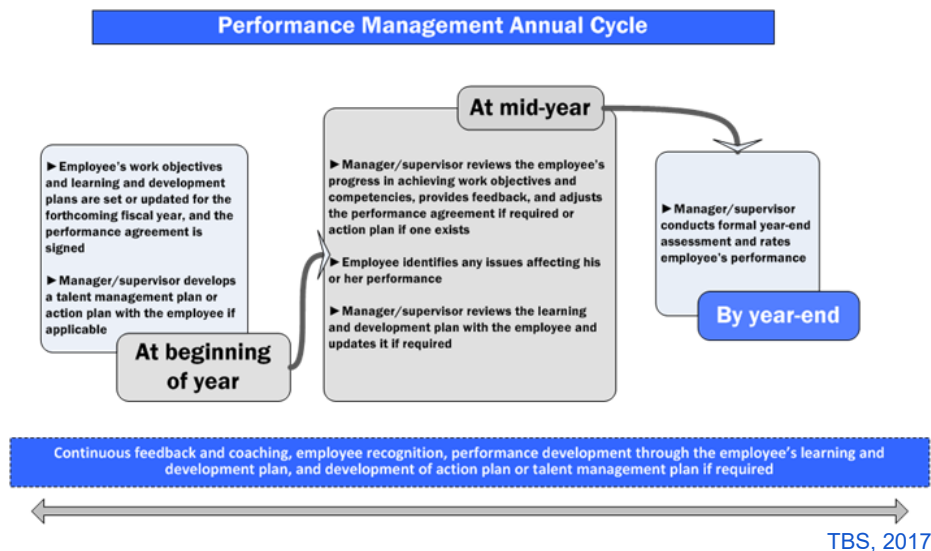 Performance Management Annual Cycle
►Employee's work objectives
and learning and development
plans are set or updated for the
forthcoming fiscal year, and the
performance agreement is
signed
►Manager/supervisor develops
a talent management plan or
action plan with the employee if
applicable
At beginning
of year
At mid-year
►Manager/supervisor reviews the employee's
progress in achieving work objectives and
competencies, provides feedback, and adjusts
the performance agreement if required or
action plan if one exists
►Employee identifies any issues affecting his
or her performance
►Manager/supervisor reviews the learning
and development plan with the employee and
updates it if required
►Manager/supervisor
conducts formal year-end
assessment and rates
employee's performance
By year-end
Continuous feedback and coaching, employee recognition, performance development through the employee's learning and
development plan, and development of action plan or talent management plan if required
TBS, 2017